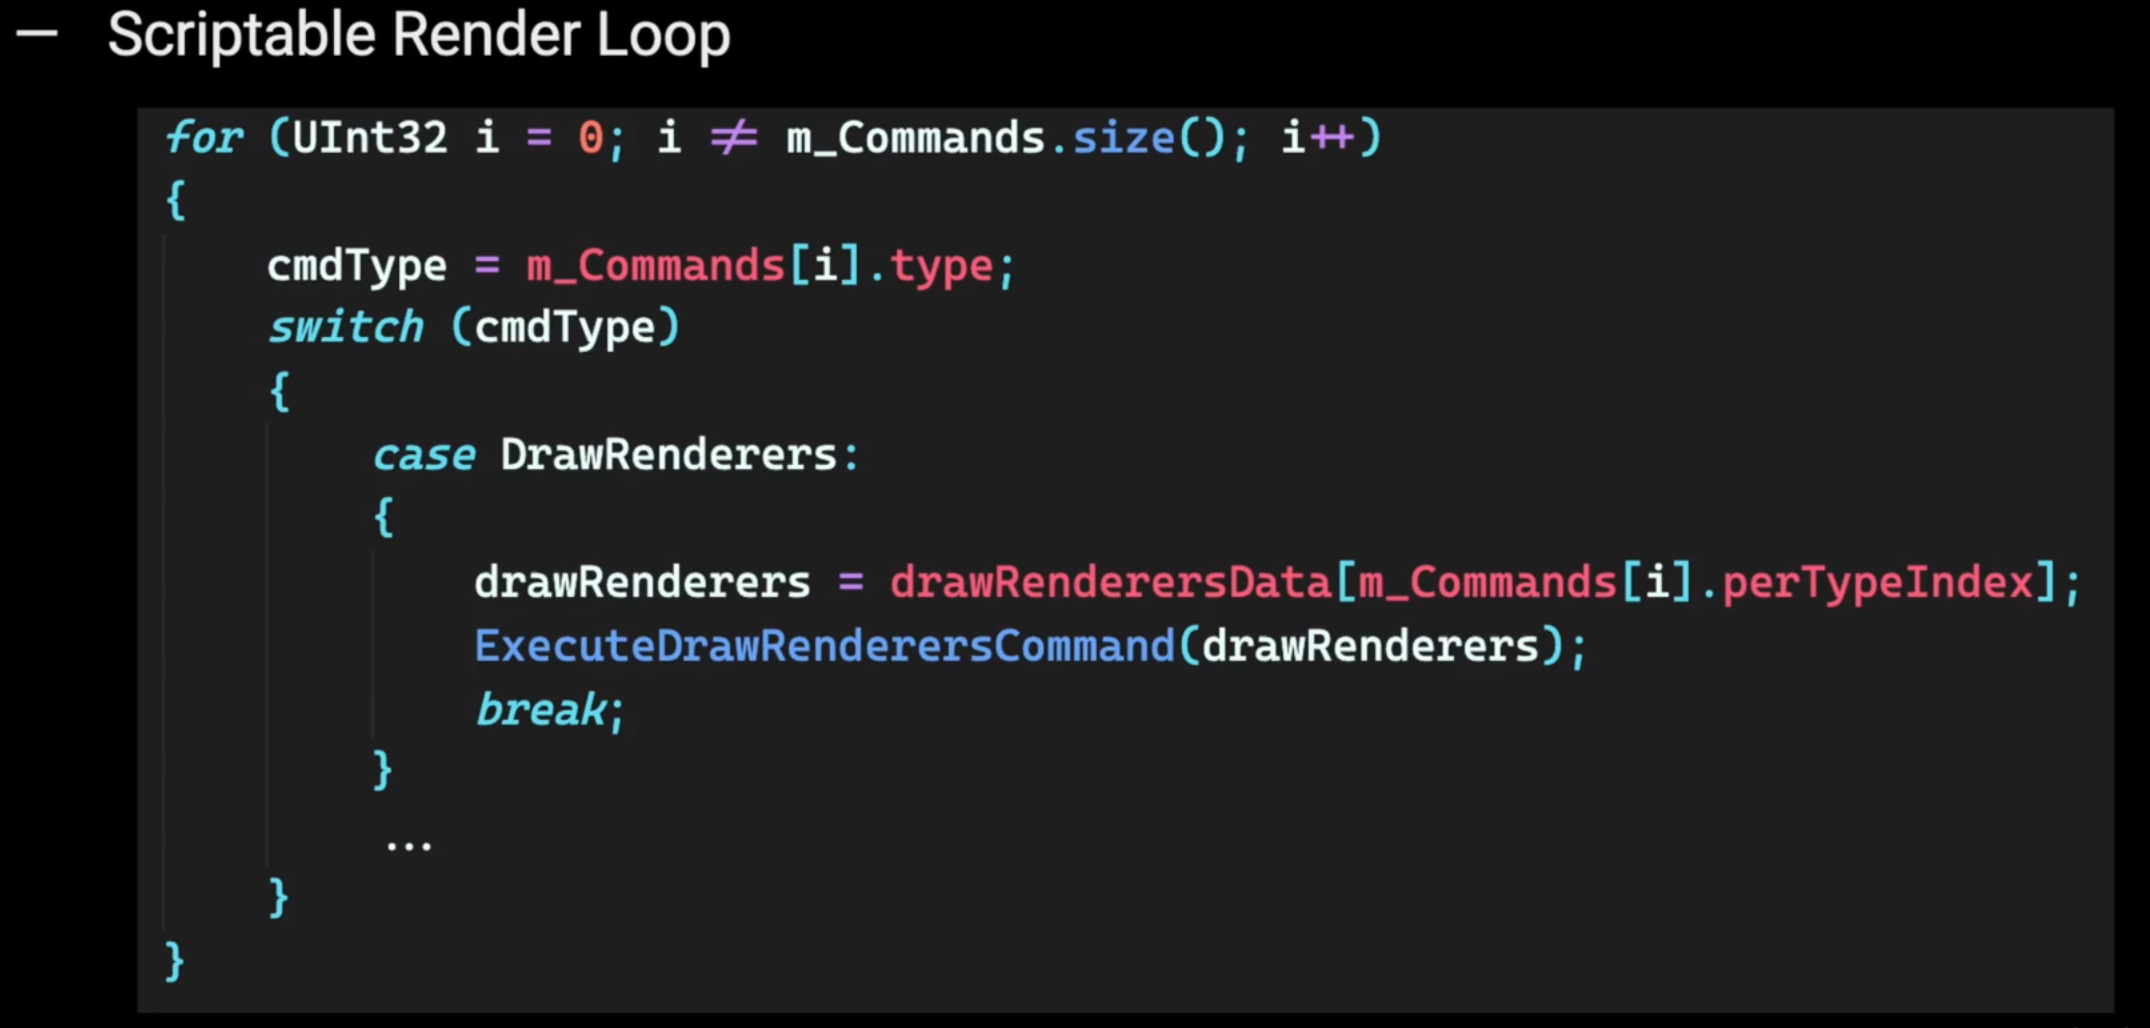 — Scriptable Render Loop
for (UInt32 i = 0; i != m_Commands.size(); i++)
{
cmdType = m_Commands[i].type;
switch (cmdType)
{
case DrawRenderers:
{
drawRenderers = drawRenderersData[m_Commands[i].perTypeIndex];
ExecuteDrawRenderersCommand(drawRenderers);
break;
}
...
}
}